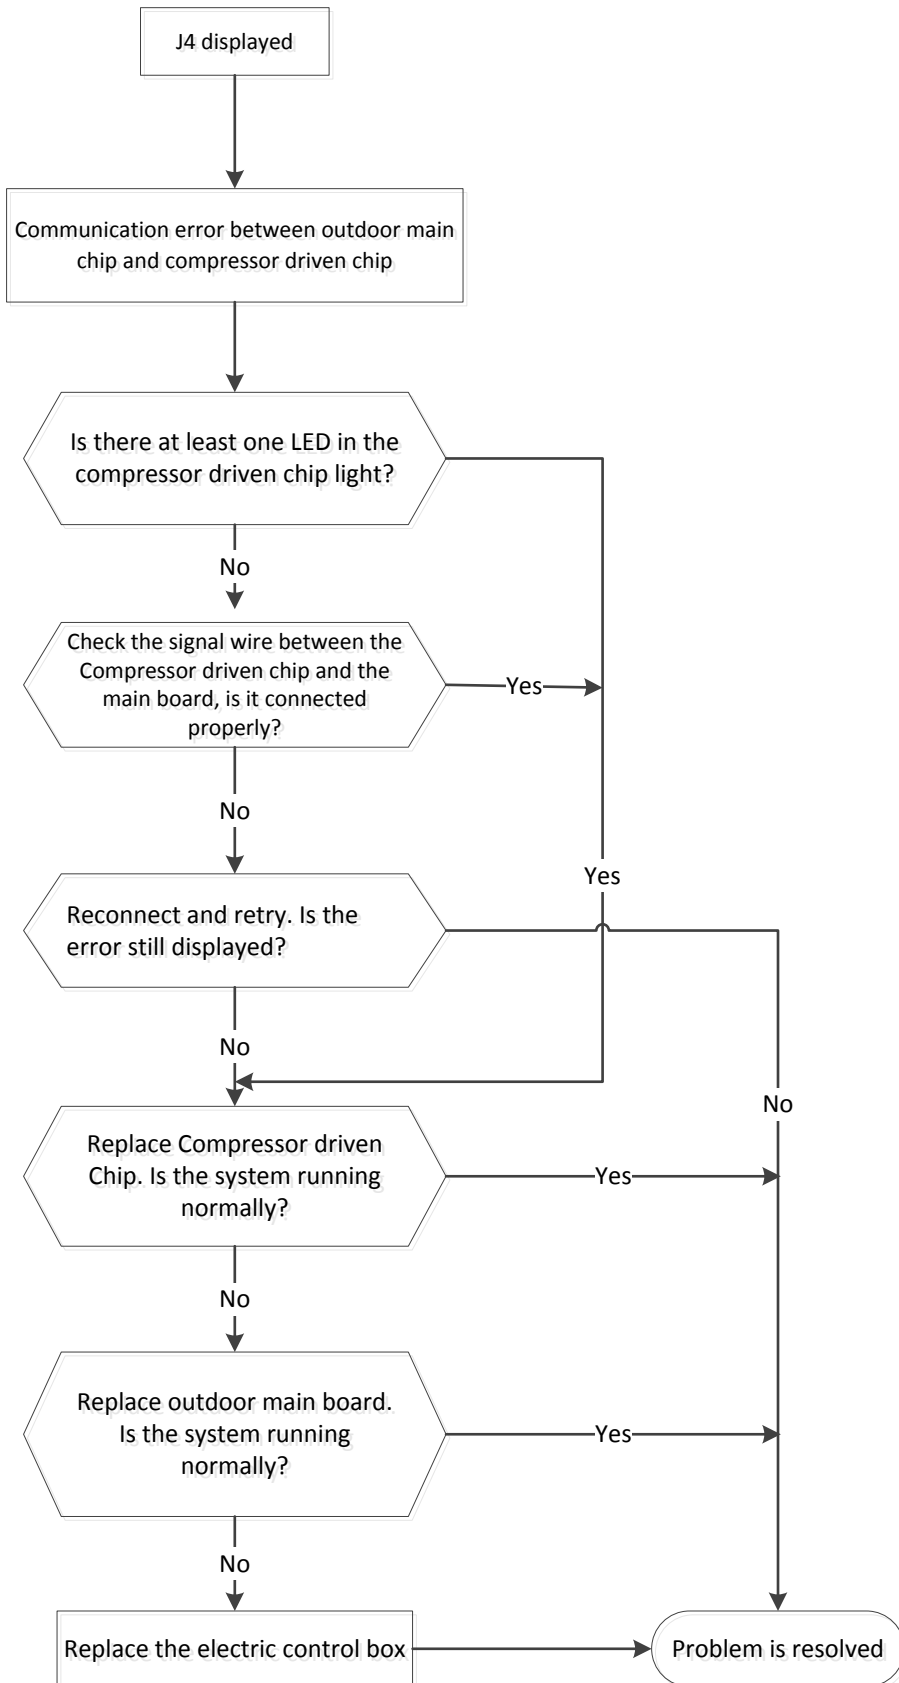 J4 displayed
Communication error between outdoor main
chip and compressor driven chip
Is there at least one LED in the
compressor driven chip light?
No
Check the signal wire between the
Compressor driven chip and the
main board, is it connected
properly?
Yes
No
Yes
Reconnect and retry. Is the
error still displayed?
No
No
Replace Compressor driven
Chip. Is the system running
normally?
Yes
No
Replace outdoor main board.
Is the system running
normally?
Yes
No
Replace the electric control box
Problem is resolved